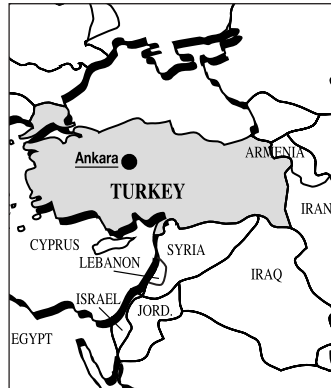 Ankara
ARMENIA
TURKEY
IRAN
CYPRUS
SYRIA
LEBANON
IRAQ
ISRAEL
JORD.
EGYPT